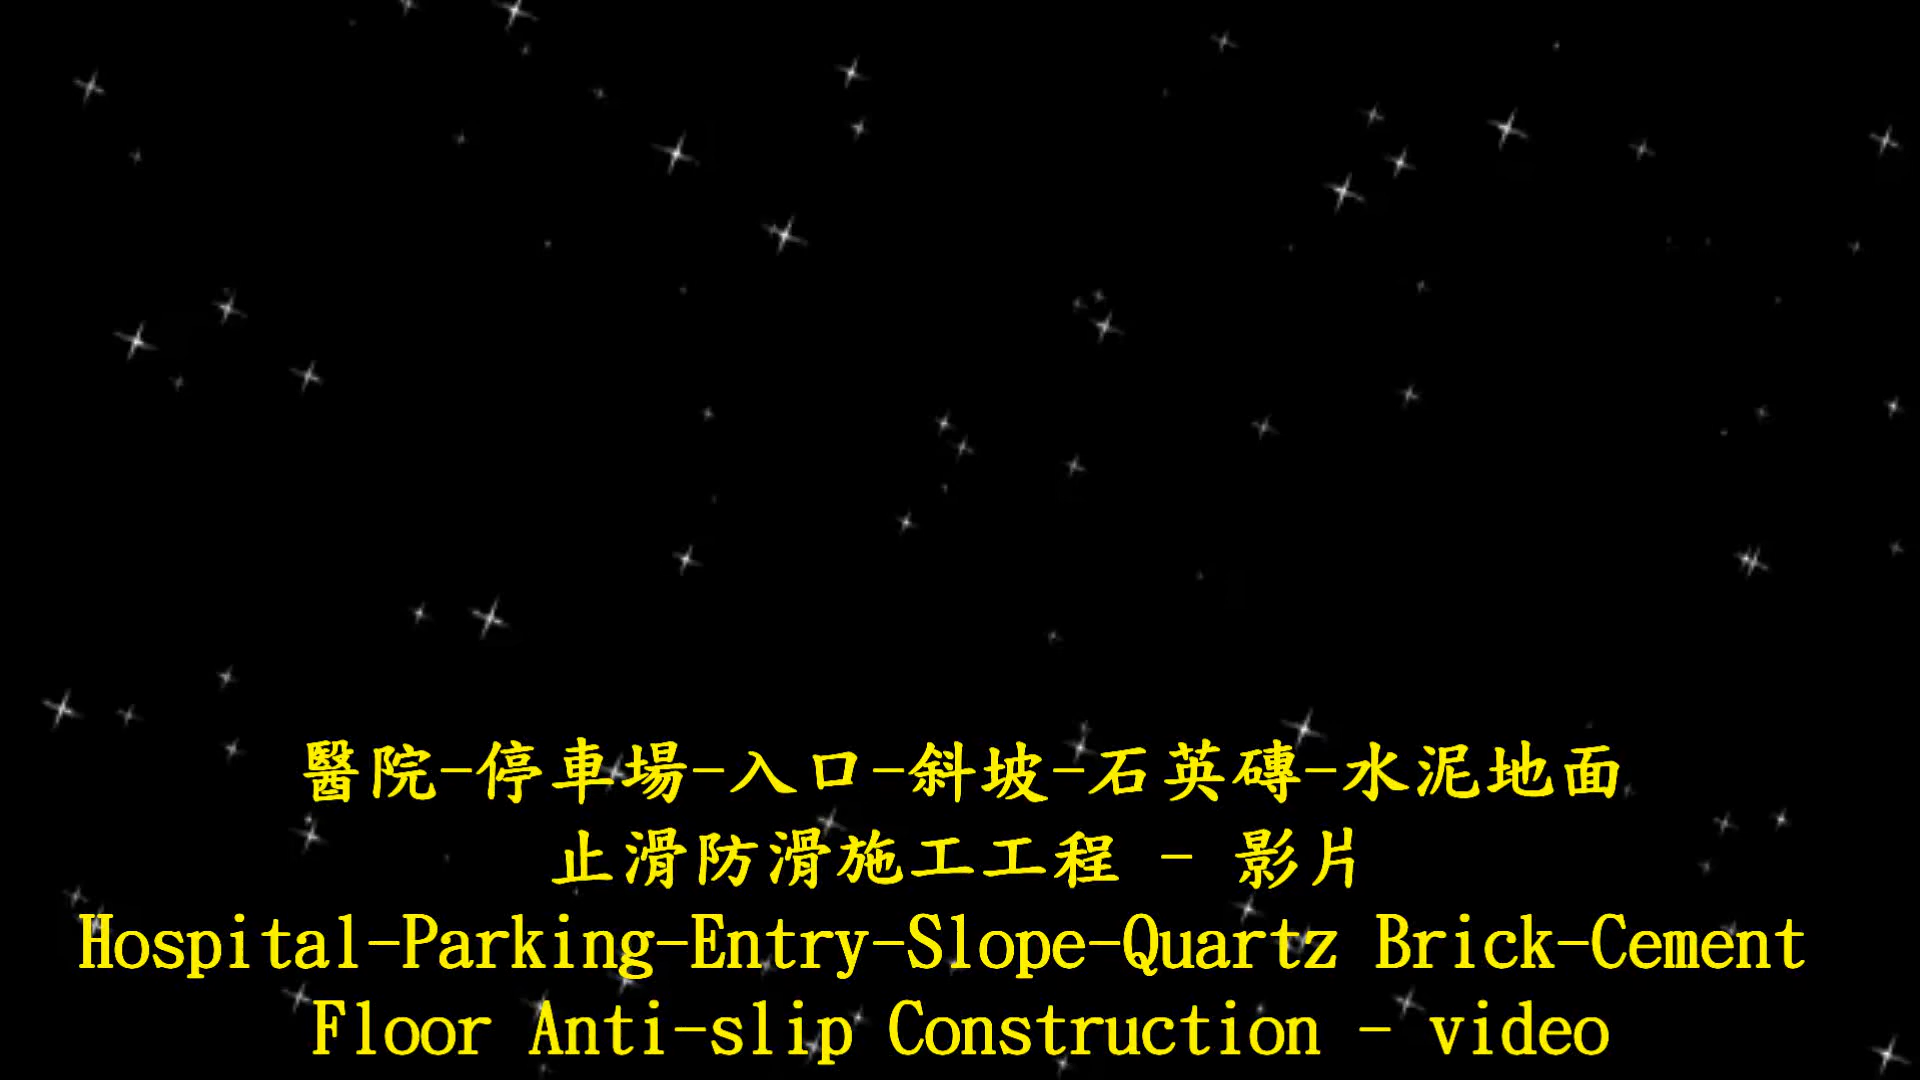 醫院-停車場-入口-斜坡-石英磚-水泥地面
止滑防滑施工工程 - 影片
Hospital-Parking-Entry-Slope-Quartz Brick-Cement
Floor Anti-slip Construction - video